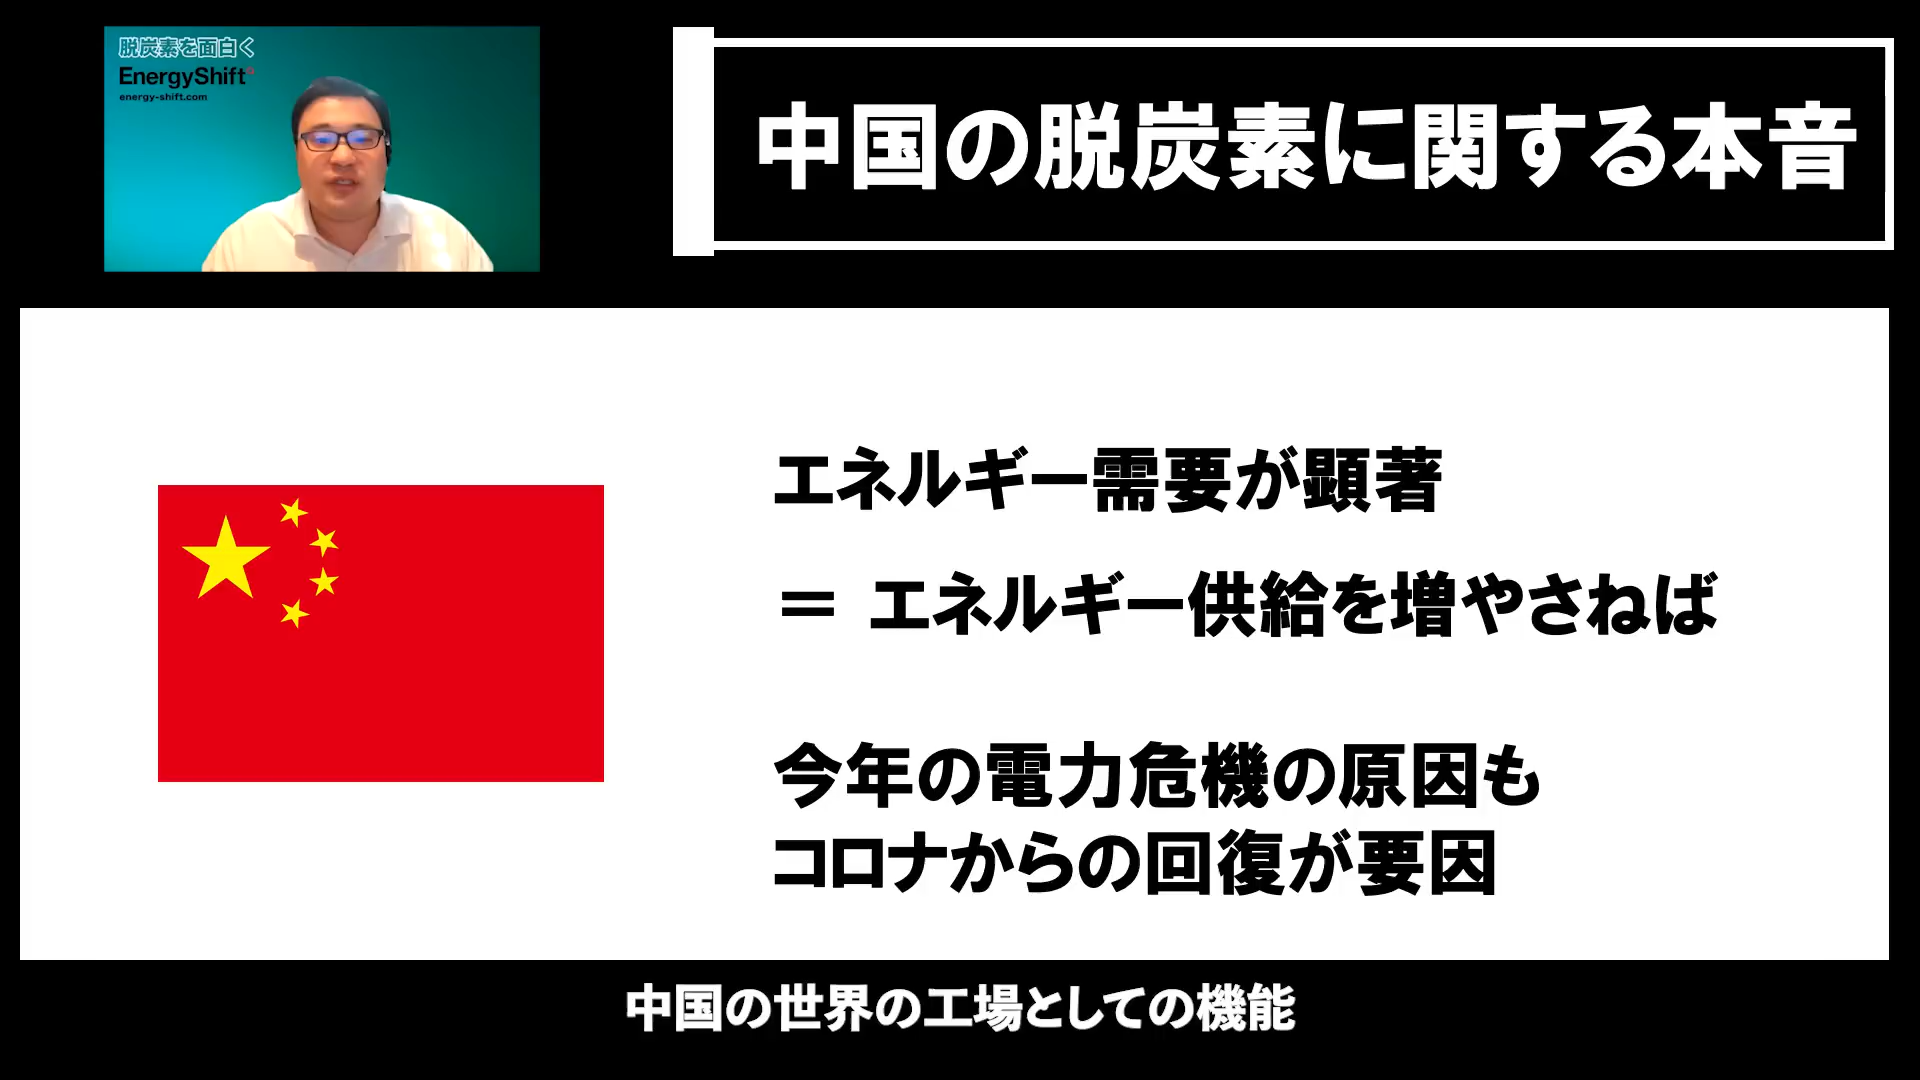 脱炭素を面白く
EnergyShift
energy-shift.com
中国の脱炭素に関する本音
エネルギー需要が顕著
＝ エネルギー供給を増やさねば
今年の電力危機の原因も
コロナからの回復が要因
中国の世界の工場としての機能